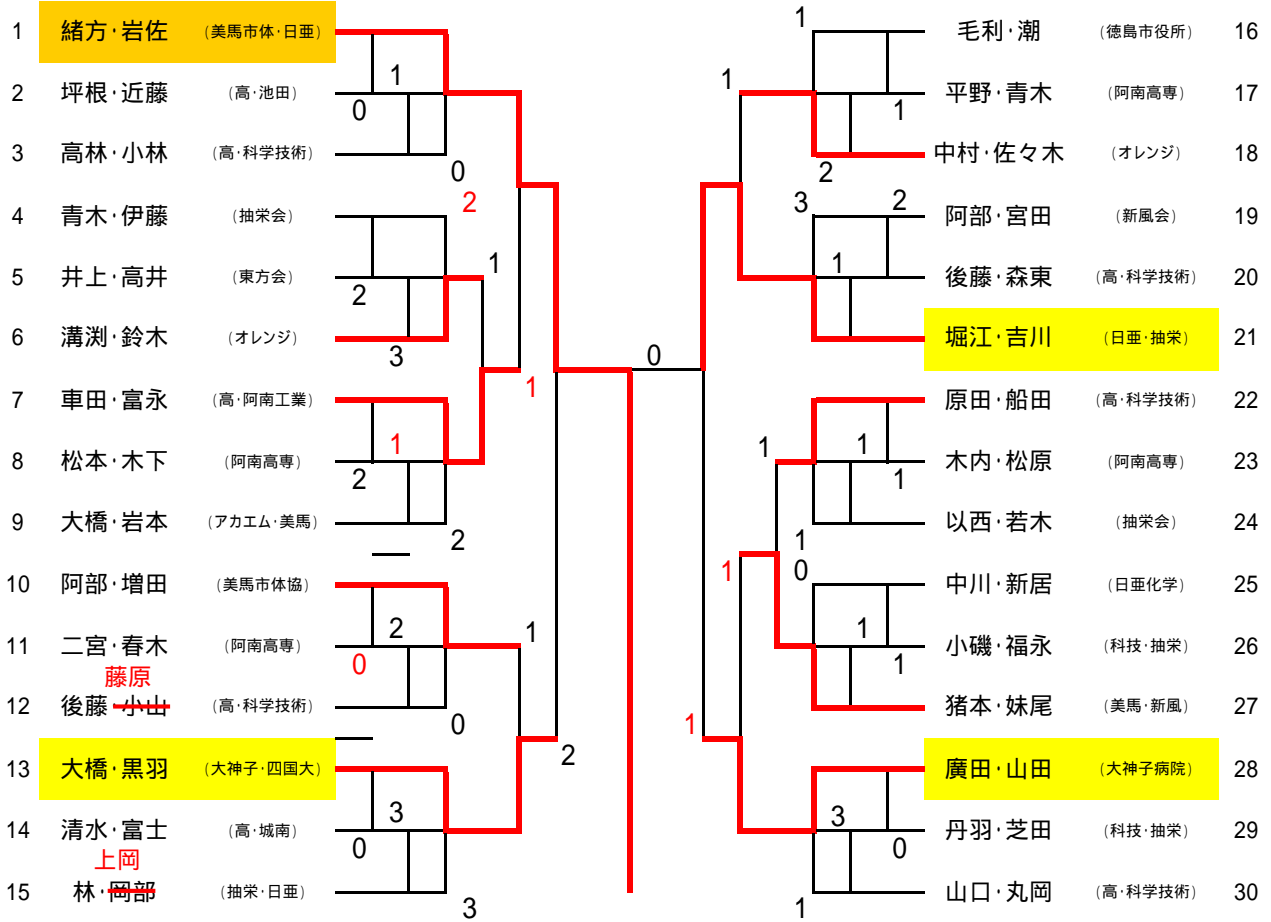 1 緒方・岩佐 (美馬市体・日亜)
1
2 坪根・近藤 (高・池田)
0
3 高林・小林 (高・科学技術)
0
2
4 青木・伊藤 (抽栄会)
1
5 井上・高井 (東方会)
2
6 溝渕・鈴木 (オレンジ)
3
1
7 車田・富永 (高・阿南工業)
1
8 松本・木下 (阿南高専)
2
9 大橋・岩本 (アカエム・美馬)
2
10 阿部・増田 (美馬市体協)
2
1
11 二宮・春木 (阿南高専)
0
藤原
12 後藤・小山 (高・科学技術)
0
2
13 大橋・黒羽 (大神子・四国大)
3
14 清水・富士 (高・城南)
0
上岡
15 林・岡部 (抽栄・日亜)
3
0
1
毛利・潮 (徳島市役所) 16
1
平野・青木 (阿南高専) 17
1
中村・佐々木 (オレンジ) 18
2
3
2
阿部・宮田 (新風会) 19
1
後藤・森東 (高・科学技術) 20
堀江・吉川 (日亜・抽栄) 21
原田・船田 (高・科学技術) 22
1
1
木内・松原 (阿南高専) 23
1
以西・若木 (抽栄会) 24
1
1
0
中川・新居 (日亜化学) 25
1
小磯・福永 (科技・抽栄) 26
1
猪本・妹尾 (美馬・新風) 27
1
廣田・山田 (大神子病院) 28
3
丹羽・芝田 (科技・抽栄) 29
0
山口・丸岡 (高・科学技術) 30
1